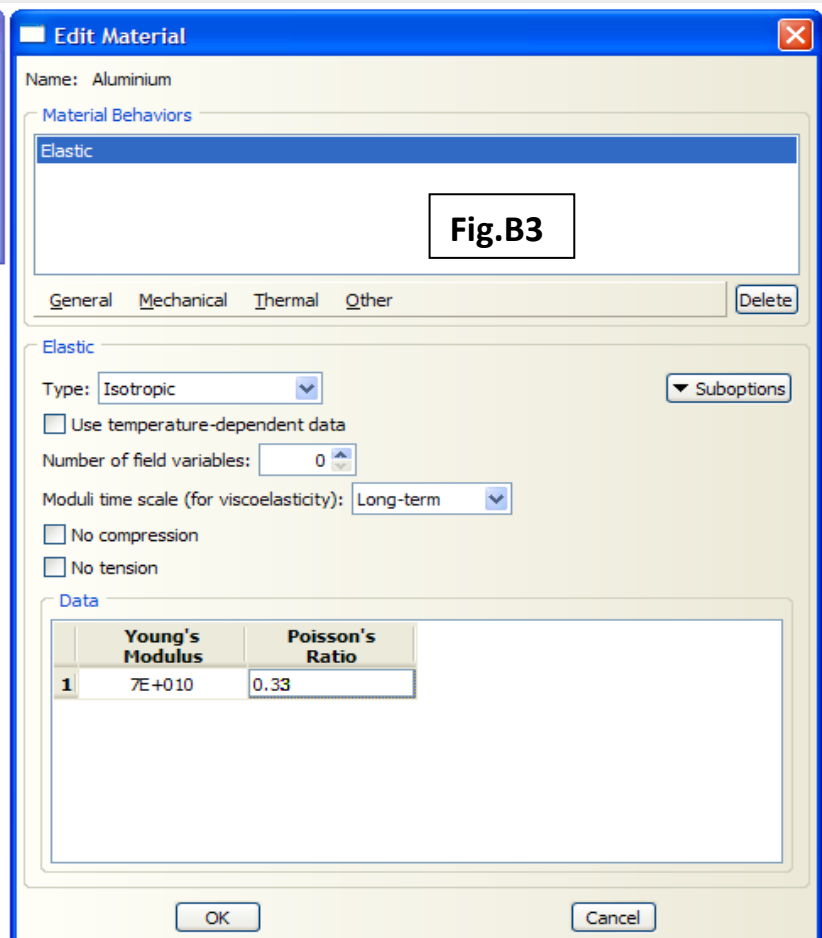 Edit Material
Name: Aluminium
Material Behaviors
Elastic
Fig.B3
General Mechanical Thermal Other Delete
Elastic
Type: Isotropic Suboptions
Use temperature-dependent data
Number of field variables: 0
Moduli time scale (for viscoelasticity): Long-term
No compression
No tension
Data
Young's Poisson's
Modulus Ratio
1 7E+010 0.33
OK Cancel